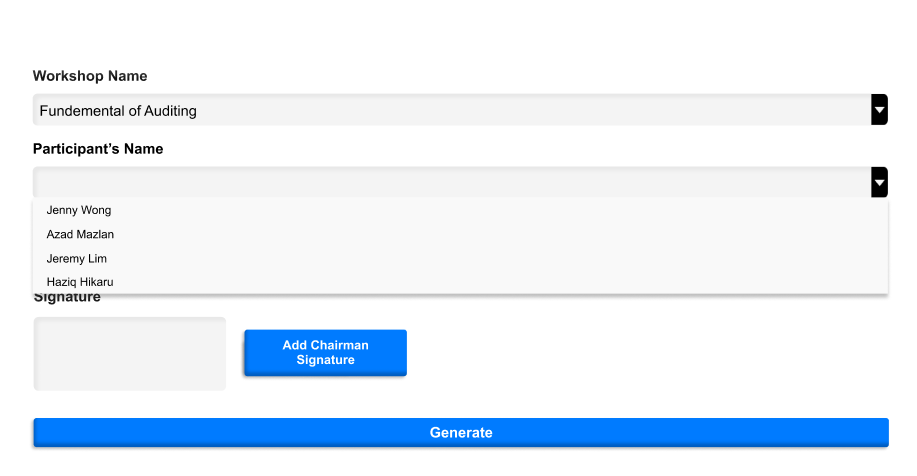 Workshop Name
Fundemental of Auditing
Participant’s Name
Jenny Wong
Azad Mazlan
Jeremy Lim
Haziq Hikaru
Signature
Add Chairman
Signature
Generate